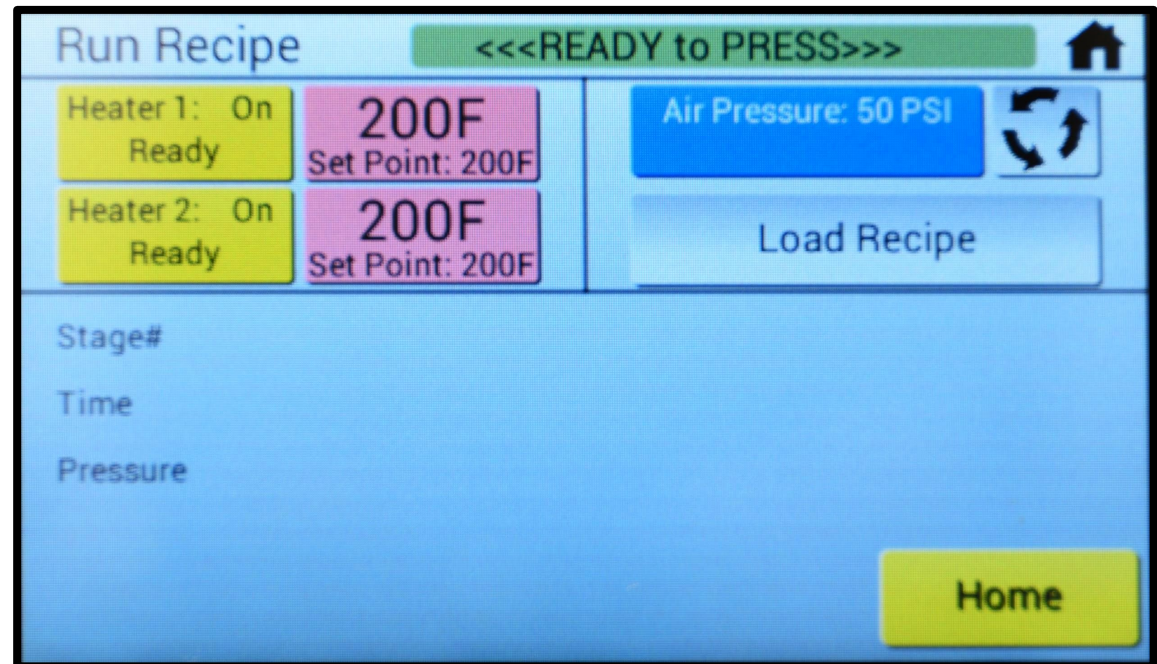 Run Recipe
<<<READY to PRESS>>>
Heater 1: On
Ready
200F
Set Point: 200F
Air Pressure: 50 PSI
Heater 2: On
Ready
200F
Set Point: 200F
Load Recipe
Stage#
Time
Pressure
Home